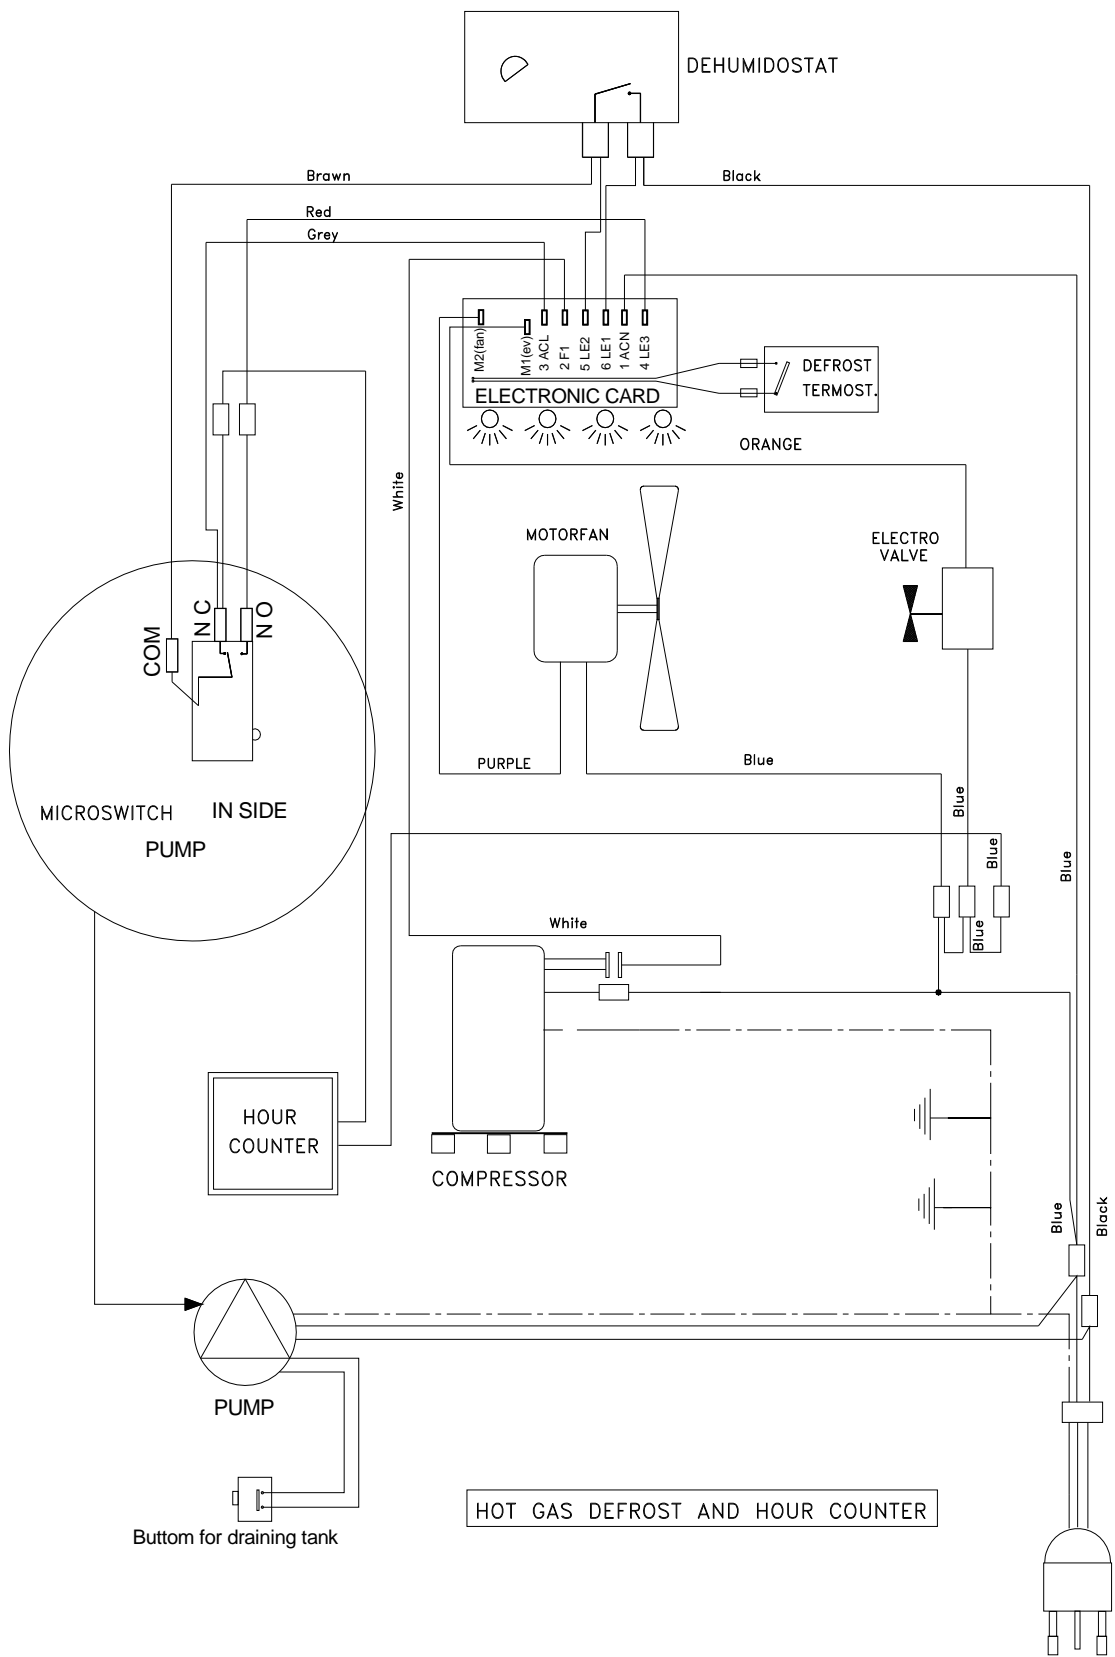 DEHUMIDOSTAT
Brawn
Black
Red
Grey
M2(fan)
M1(ev)
3 ACL
2 F1
5 LE2
6 LE1
1 ACN
4 LE3
ELECTRONIC CARD
DEFROST
TERMOST.
ORANGE
White
MOTORFAN
ELECTRO
VALVE
COM
N C
N O
PURPLE
Blue
MICROSWITCH
IN SIDE
PUMP
Blue
Blue
Blue
Blue
White
HOUR
COUNTER
COMPRESSOR
Blue
Black
PUMP
HOT GAS DEFROST AND HOUR COUNTER
Buttom for draining tank